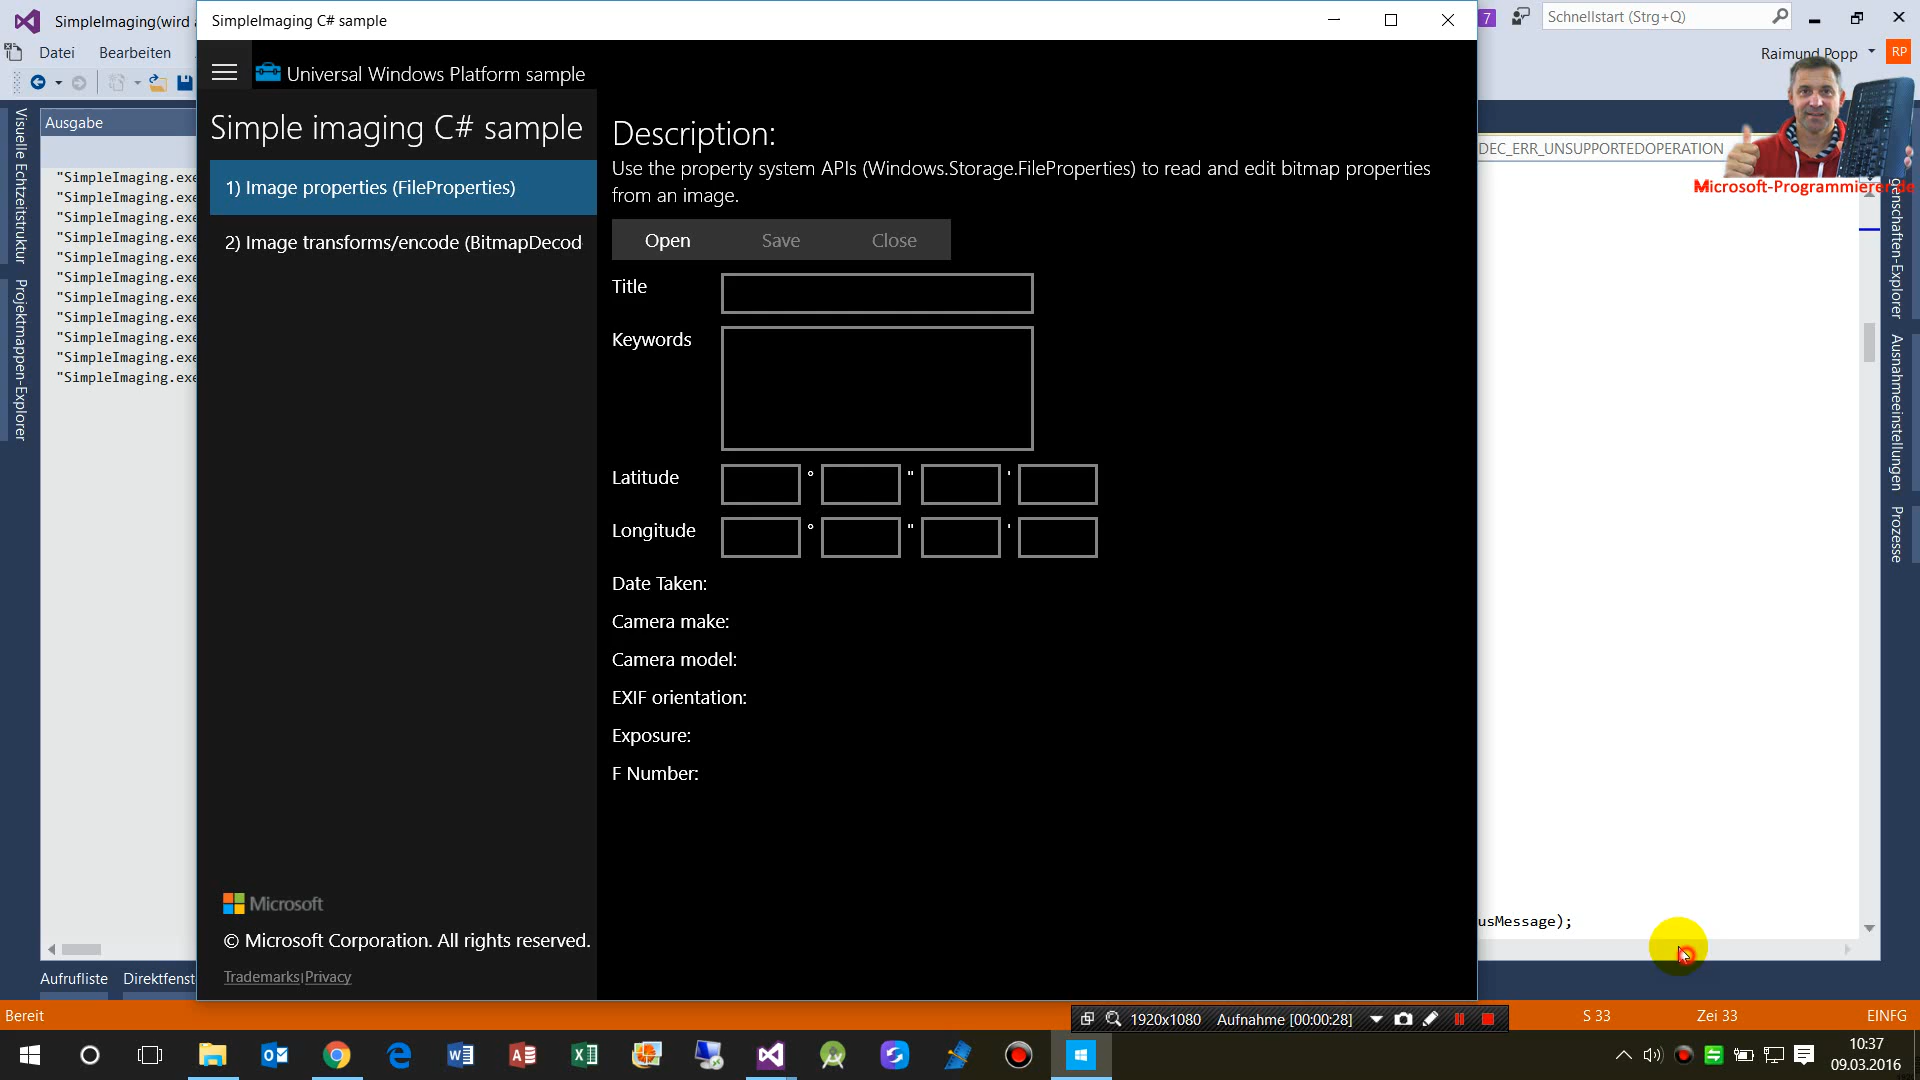 SimpleImaging(wird
SimpleImaging C# sample
7
Schnellstart (Strg+Q)
Datei
Bearbeiten
Raimund Popp
RP
Universal Windows Platform sample
Visuelle Echtzeitstruktur
Projektmappen-Explorer
Ausgabe
"SimpleImaging.exe
"SimpleImaging.exe
"SimpleImaging.exe
"SimpleImaging.exe
"SimpleImaging.exe
"SimpleImaging.exe
"SimpleImaging.exe
"SimpleImaging.exe
"SimpleImaging.exe
"SimpleImaging.exe
"SimpleImaging.exe
Simple imaging C# sample
1) Image properties (FileProperties)
2) Image transforms/encode (BitmapDecod
Description:
Use the property system APIs (Windows.Storage.FileProperties) to read and edit bitmap properties
from an image.
Open Save Close
Title
Keywords
Latitude ° " '
Longitude ° " '
Date Taken:
Camera make:
Camera model:
EXIF orientation:
Exposure:
F Number:
DEC_ERR_UNSUPPORTEDOPERATION
Microsoft-Programmierer.de
genschaften-Explorer
Ausnahmeeinstellungen
Prozesse
usMessage);
Microsoft
© Microsoft Corporation. All rights reserved.
Trademarks|Privacy
Aufrufliste
Direktfenst
Bereit
1920x1080
Aufnahme [00:00:28]
S 33
Zei 33
EINFG
10:37
09.03.2016